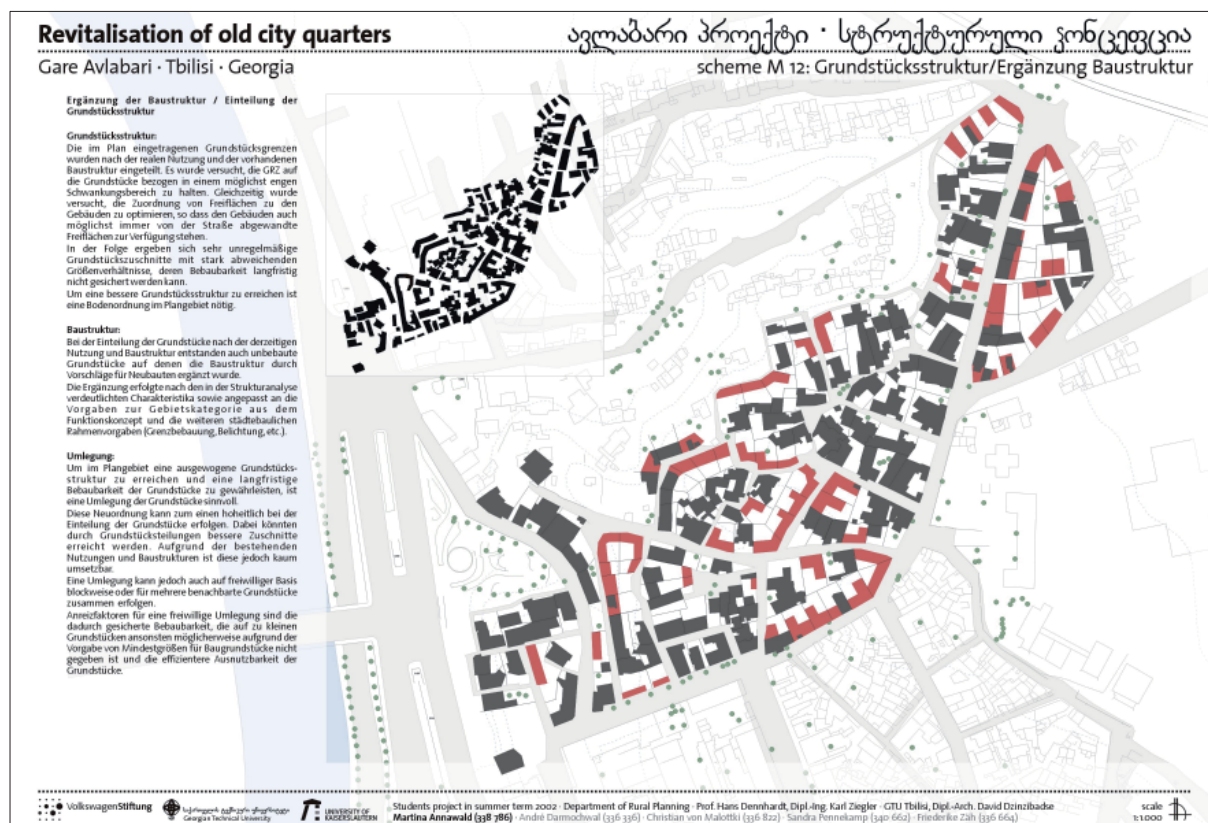 Revitalisation of old city quarters
ავლაბარი პროექტი · სტრუქტურული კონცეფცია
Gare Avlabari · Tbilisi · Georgia
scheme M 12: Grundstücksstruktur/Ergänzung Baustruktur
Ergänzung der Baustruktur / Einteilung der
Grundstücksstruktur
Grundstücksstruktur:
Die im Plan eingetragenen Grundstücksgrenzen
wurden nach der realen Nutzung und der vorhandenen
Baustruktur eingeteilt. Es wurde versucht, die GRZ auf
die Grundstücke bezogen in einem möglichst engen
Schwankungsbereich zu halten. Gleichzeitig wurde
versucht, die Zuordnung von Freiflächen zu den
Gebäuden zu optimieren, so dass den Gebäuden auch
möglichst immer von der Straße abgewandte
Freiflächen zur Verfügung stehen.
In der Folge ergeben sich sehr unregelmäßige
Grundstückszuschnitte mit stark abweichenden
Größenverhältnisse, deren Bebaubarkeit langfristig
nicht gesichert werden kann.
Um eine bessere Grundstücksstruktur zu erreichen ist
eine Bodenordnung im Plangebiet nötig.
Baustruktur:
Bei der Einteilung der Grundstücke nach der derzeitigen
Nutzung und Baustruktur entstanden auch unbebaute
Grundstücke auf denen die Baustruktur durch
Vorschläge für Neubauten ergänzt wurde.
Die Ergänzung erfolgte nach den in der Strukturanalyse
verdeutlichten Charakteristika sowie angepasst an die
Vorgaben zur Gebietskategorie aus dem
Funktionskonzept und die weiteren städtebaulichen
Rahmenvorgaben (Grenzbebauung, Belichtung, etc.).
Umlegung:
Um im Plangebiet eine ausgewogene Grundstücks-
struktur zu erreichen und eine langfristige
Bebaubarkeit der Grundstücke zu gewährleisten, ist
eine Umlegung der Grundstücke sinnvoll.
Diese Neuordnung kann zum einen hoheitlich bei der
Einteilung der Grundstücke erfolgen. Dabei könnten
durch Grundstücksteilungen bessere Zuschnitte
erreicht werden. Aufgrund der bestehenden
Nutzungen und Baustrukturen ist diese jedoch kaum
umsetzbar.
Eine Umlegung kann jedoch auch auf freiwilliger Basis
blockweise oder für mehrere benachbarte Grundstücke
zusammen erfolgen.
Anreizfaktoren für eine freiwillige Umlegung sind die
dadurch gesicherte Bebaubarkeit, die auf zu kleinen
Grundstücken ansonsten möglicherweise aufgrund der
Vorgabe von Mindestgrößen für Baugrundstücke nicht
gegeben ist und die effizientere Ausnutzbarkeit der
Grundstücke.
VolkswagenStiftung
Georgian Technical University
UNIVERSITY OF
KAISERSLAUTERN
Students project in summer term 2002 · Department of Rural Planning · Prof. Hans Dennhardt, Dipl.-Ing. Karl Ziegler · GTU Tbilisi, Dipl.-Arch. David Dzinzibadse
Martina Annawald (338 786) · André Darmochwal (336 336) · Christian von Malottki (336 822) · Sandra Pennekamp (340 662) · Friederike Zäh (336 664)
scale
1:1.000